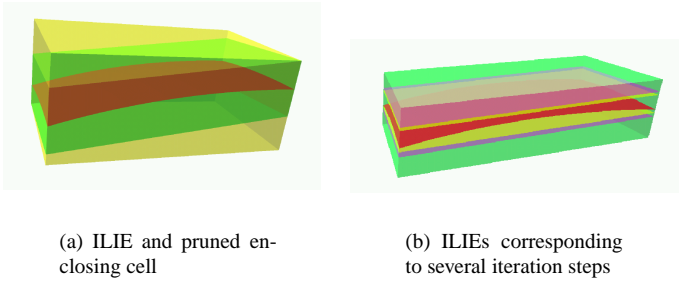 (a) ILIE and pruned en-
closing cell
(b) ILIEs corresponding
to several iteration steps